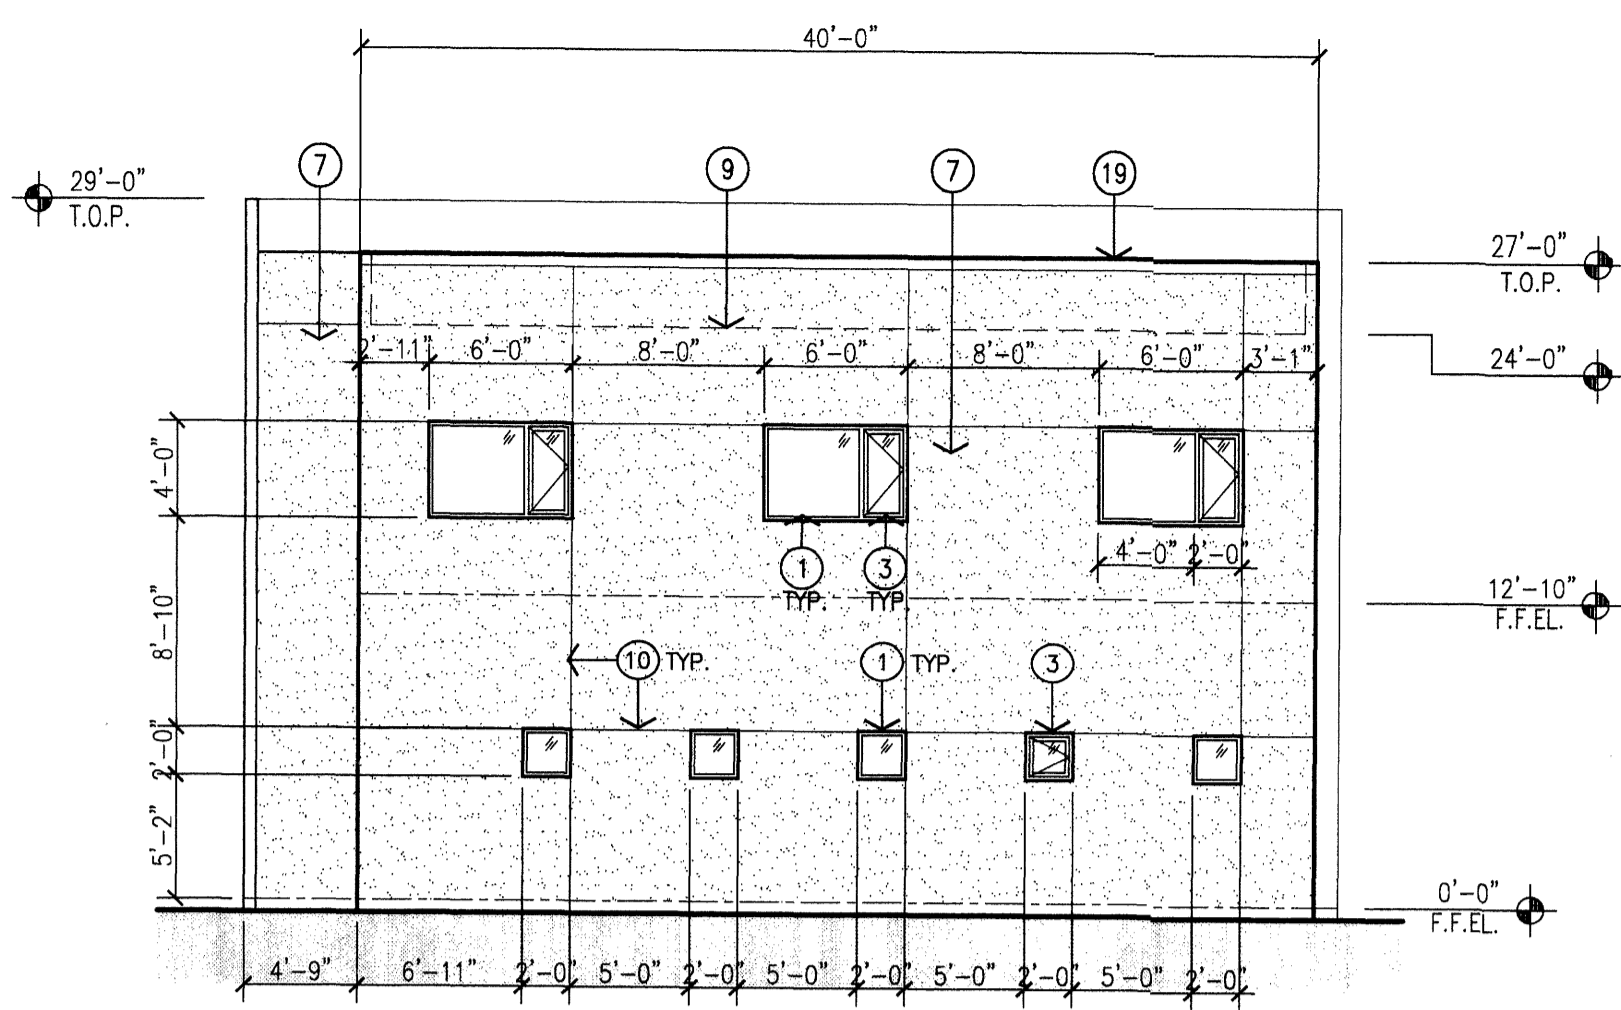 40'-0"
7
9
7
19
29'-0"
T.O.P.
27'-0"
T.O.P.
24'-0"
2'-11" 6'-0" 8'-0" 6'-0" 8'-0" 6'-0" 3'-1"
4'-0"
1
TYP.
3
TYP.
4'-0" 2'-0"
12'-10"
F.F.EL.
8'-10"
10 TYP.
1 TYP.
3
2'-0"
5'-2"
0'-0"
F.F.EL.
4'-9" 6'-11" 2'-0" 5'-0" 2'-0" 5'-0" 2'-0" 5'-0" 2'-0" 5'-0" 2'-0"